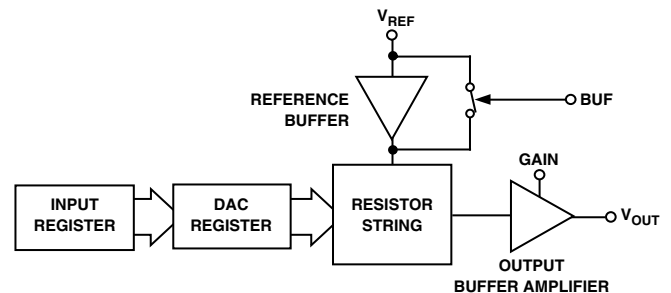 VREF
REFERENCE
BUFFER
BUF
GAIN
INPUT
REGISTER
DAC
REGISTER
RESISTOR
STRING
VOUT
OUTPUT
BUFFER AMPLIFIER